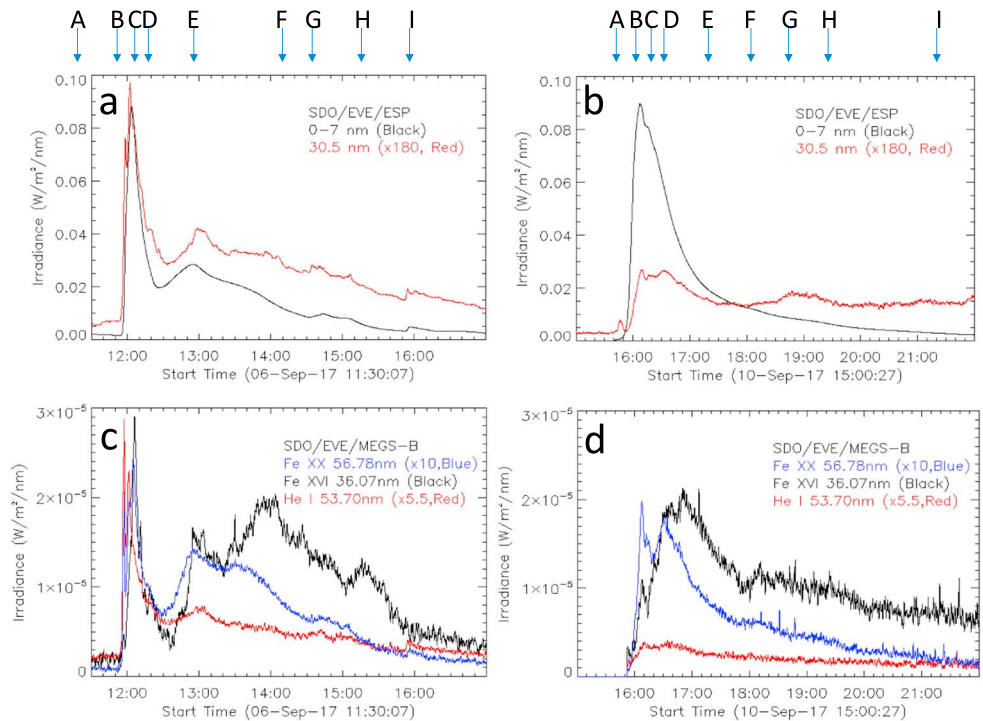 A B C D E F G H I
A B C D E F G H I
a
SDO/EVE/ESP
0-7 nm (Black)
30.5 nm (x180, Red)
Irradiance (W/m²/nm)
0.10
0.08
0.06
0.04
0.02
0.00
12:00 13:00 14:00 15:00 16:00
Start Time (06-Sep-17 11:30:07)
b
SDO/EVE/ESP
0-7 nm (Black)
30.5 nm (x180, Red)
Irradiance (W/m²/nm)
0.10
0.08
0.06
0.04
0.02
0.00
16:00 17:00 18:00 19:00 20:00 21:00
Start Time (10-Sep-17 15:00:27)
c
SDO/EVE/MEGS-B
Fe XX 56.78nm (x10,Blue)
Fe XVI 36.07nm (Black)
He I 53.70nm (x5.5,Red)
Irradiance (W/m²/nm)
3×10⁻⁵
2×10⁻⁵
1×10⁻⁵
0
12:00 13:00 14:00 15:00 16:00
Start Time (06-Sep-17 11:30:07)
d
SDO/EVE/MEGS-B
Fe XX 56.78nm (x10,Blue)
Fe XVI 36.07nm (Black)
He I 53.70nm (x5.5,Red)
Irradiance (W/m²/nm)
3×10⁻⁵
2×10⁻⁵
1×10⁻⁵
0
16:00 17:00 18:00 19:00 20:00 21:00
Start Time (10-Sep-17 15:00:27)